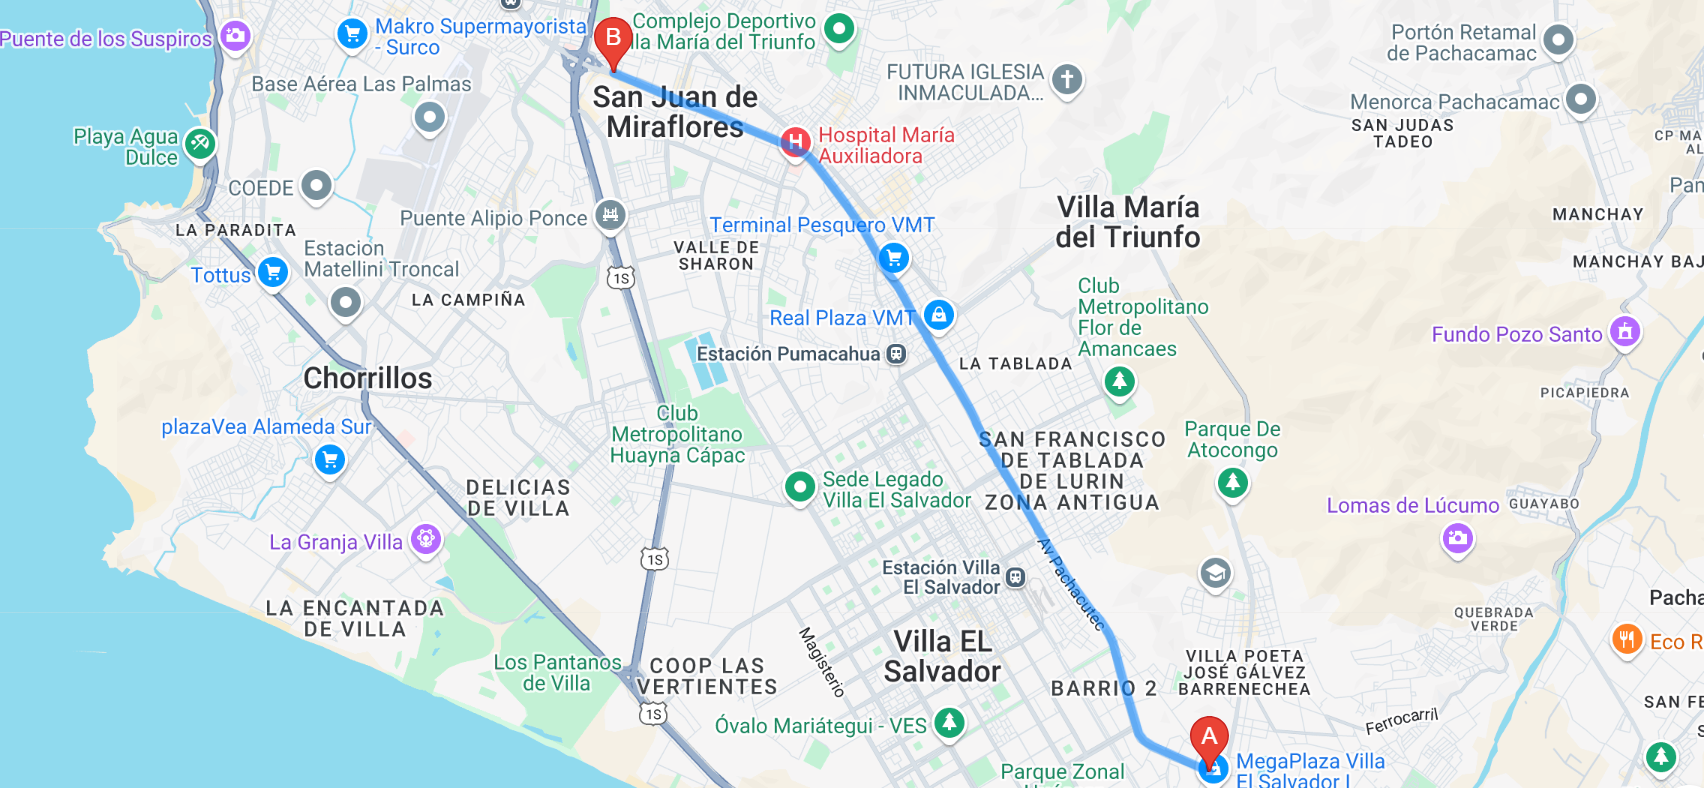 Puente de los Suspiros
Makro Supermayorista
- Surco
Complejo Deportivo
lla María del Triunfo
B
Base Aérea Las Palmas
San Juan de
Miraflores
FUTURA IGLESIA
INMACULADA...
Portón Retamal
de Pachacamac
Menorca Pachacamac
SAN JUDAS
TADEO
CP MA
AL
Playa Agua
Dulce
H
Hospital María
Auxiliadora
COEDE
Puente Alipio Ponce
Pan
LA PARADITA
Estacion
Matellini Troncal
Tottus
LA CAMPIÑA
1S
VALLE DE
SHARON
Terminal Pesquero VMT
Villa María
del Triunfo
MANCHAY
MANCHAY BAJ
Real Plaza VMT
Club
Metropolitano
Flor de
Amancaes
Fundo Pozo Santo
Estación Pumacahua
LA TABLADA
Chorrillos
PICAPIEDRA
plazaVea Alameda Sur
Club
Metropolitano
Huayna Cápac
SAN FRANCISCO
DE TABLADA
DE LURIN
ZONA ANTIGUA
Parque De
Atocongo
DELICIAS
DE VILLA
Sede Legado
Villa El Salvador
Lomas de Lúcumo
GUAYABO
La Granja Villa
1S
Av Pachacutec
Estación Villa
El Salvador
LA ENCANTADA
DE VILLA
QUEBRADA
VERDE
Pacha
Eco R
Magisterio
Villa EL
Salvador
Los Pantanos
de Villa
COOP LAS
VERTIENTES
BARRIO 2
VILLA POETA
JOSÉ GÁLVEZ
BARRENECHEA
SAN FE
S
1S
Óvalo Mariátegui - VES
Ferrocarril
A
MegaPlaza Villa
El Salvador I
Parque Zonal